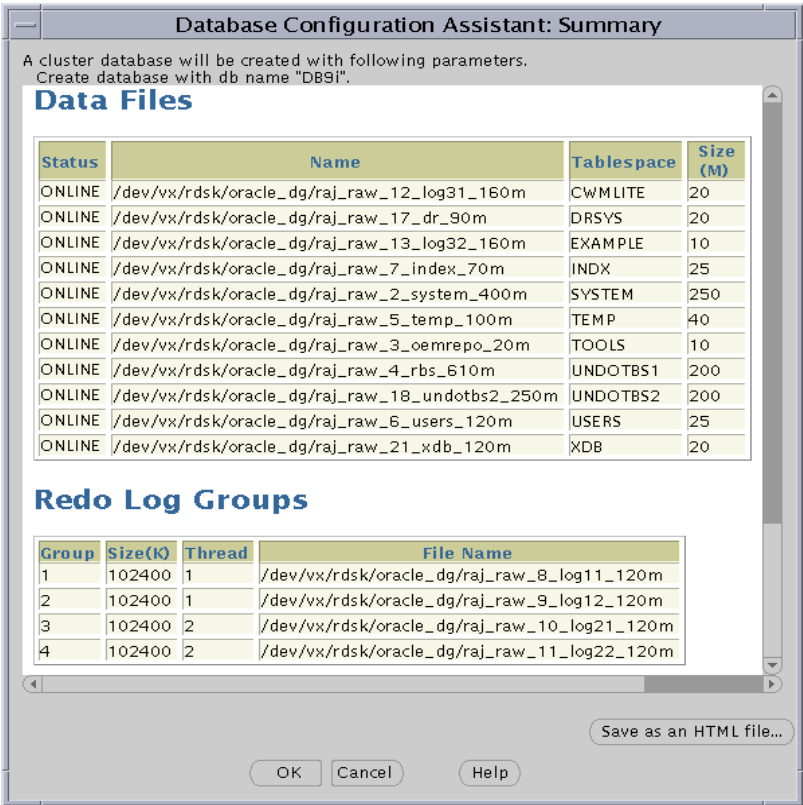 Database Configuration Assistant: Summary
A cluster database will be created with following parameters.
Create database with db name "DB9i".
Data Files
Status Name Tablespace Size (M)
ONLINE /dev/vx/rdsk/oracle_dg/raj_raw_12_log31_160m CWMLITE 20
ONLINE /dev/vx/rdsk/oracle_dg/raj_raw_17_dr_90m DRSYS 20
ONLINE /dev/vx/rdsk/oracle_dg/raj_raw_13_log32_160m EXAMPLE 10
ONLINE /dev/vx/rdsk/oracle_dg/raj_raw_7_index_70m INDX 25
ONLINE /dev/vx/rdsk/oracle_dg/raj_raw_2_system_400m SYSTEM 250
ONLINE /dev/vx/rdsk/oracle_dg/raj_raw_5_temp_100m TEMP 40
ONLINE /dev/vx/rdsk/oracle_dg/raj_raw_3_oemrepo_20m TOOLS 10
ONLINE /dev/vx/rdsk/oracle_dg/raj_raw_4_rbs_610m UNDOTBS1 200
ONLINE /dev/vx/rdsk/oracle_dg/raj_raw_18_undotbs2_250m UNDOTBS2 200
ONLINE /dev/vx/rdsk/oracle_dg/raj_raw_6_users_120m USERS 25
ONLINE /dev/vx/rdsk/oracle_dg/raj_raw_21_xdb_120m XDB 20
Redo Log Groups
Group Size(K) Thread File Name
1 102400 1 /dev/vx/rdsk/oracle_dg/raj_raw_8_log11_120m
2 102400 1 /dev/vx/rdsk/oracle_dg/raj_raw_9_log12_120m
3 102400 2 /dev/vx/rdsk/oracle_dg/raj_raw_10_log21_120m
4 102400 2 /dev/vx/rdsk/oracle_dg/raj_raw_11_log22_120m
Save as an HTML file...
OK Cancel Help